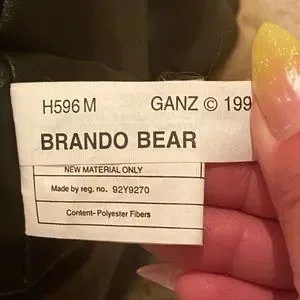 H596 M GANZ © 199
BRANDO BEAR
NEW MATERIAL ONLY
Made by reg. no. 92Y9270
Content-Polyester Fibers